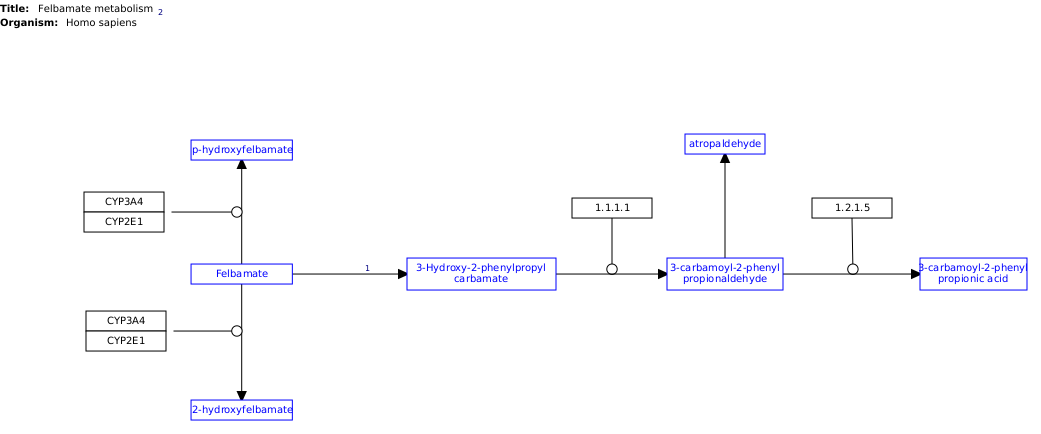 Title: Felbamate metabolism 2
Organism: Homo sapiens
p-hydroxyfelbamate
atropaldehyde
CYP3A4
CYP2E1
1.1.1.1
1.2.1.5
Felbamate
1
3-Hydroxy-2-phenylpropyl
carbamate
3-carbamoyl-2-phenyl
propionaldehyde
3-carbamoyl-2-phenyl
propionic acid
CYP3A4
CYP2E1
2-hydroxyfelbamate